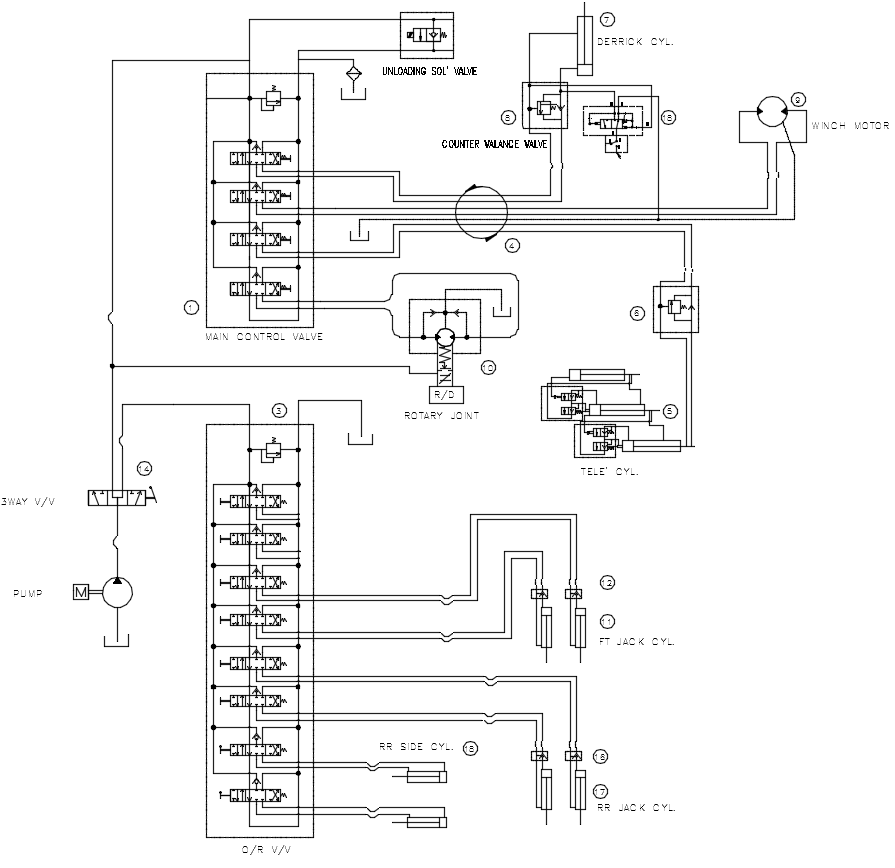 7
DERRICK CYL.
UNLOADING SOL' VALVE
8
18
9
WINCH MOTOR
COUNTER VALANCE VALVE
4
1
6
MAIN CONTROL VALVE
10
R/D
ROTARY JOINT
3
5
TELE' CYL.
14
3WAY V/V
PUMP
M
12
11
FT JACK CYL.
RR SIDE CYL.
15
16
17
RR JACK CYL.
O/R V/V